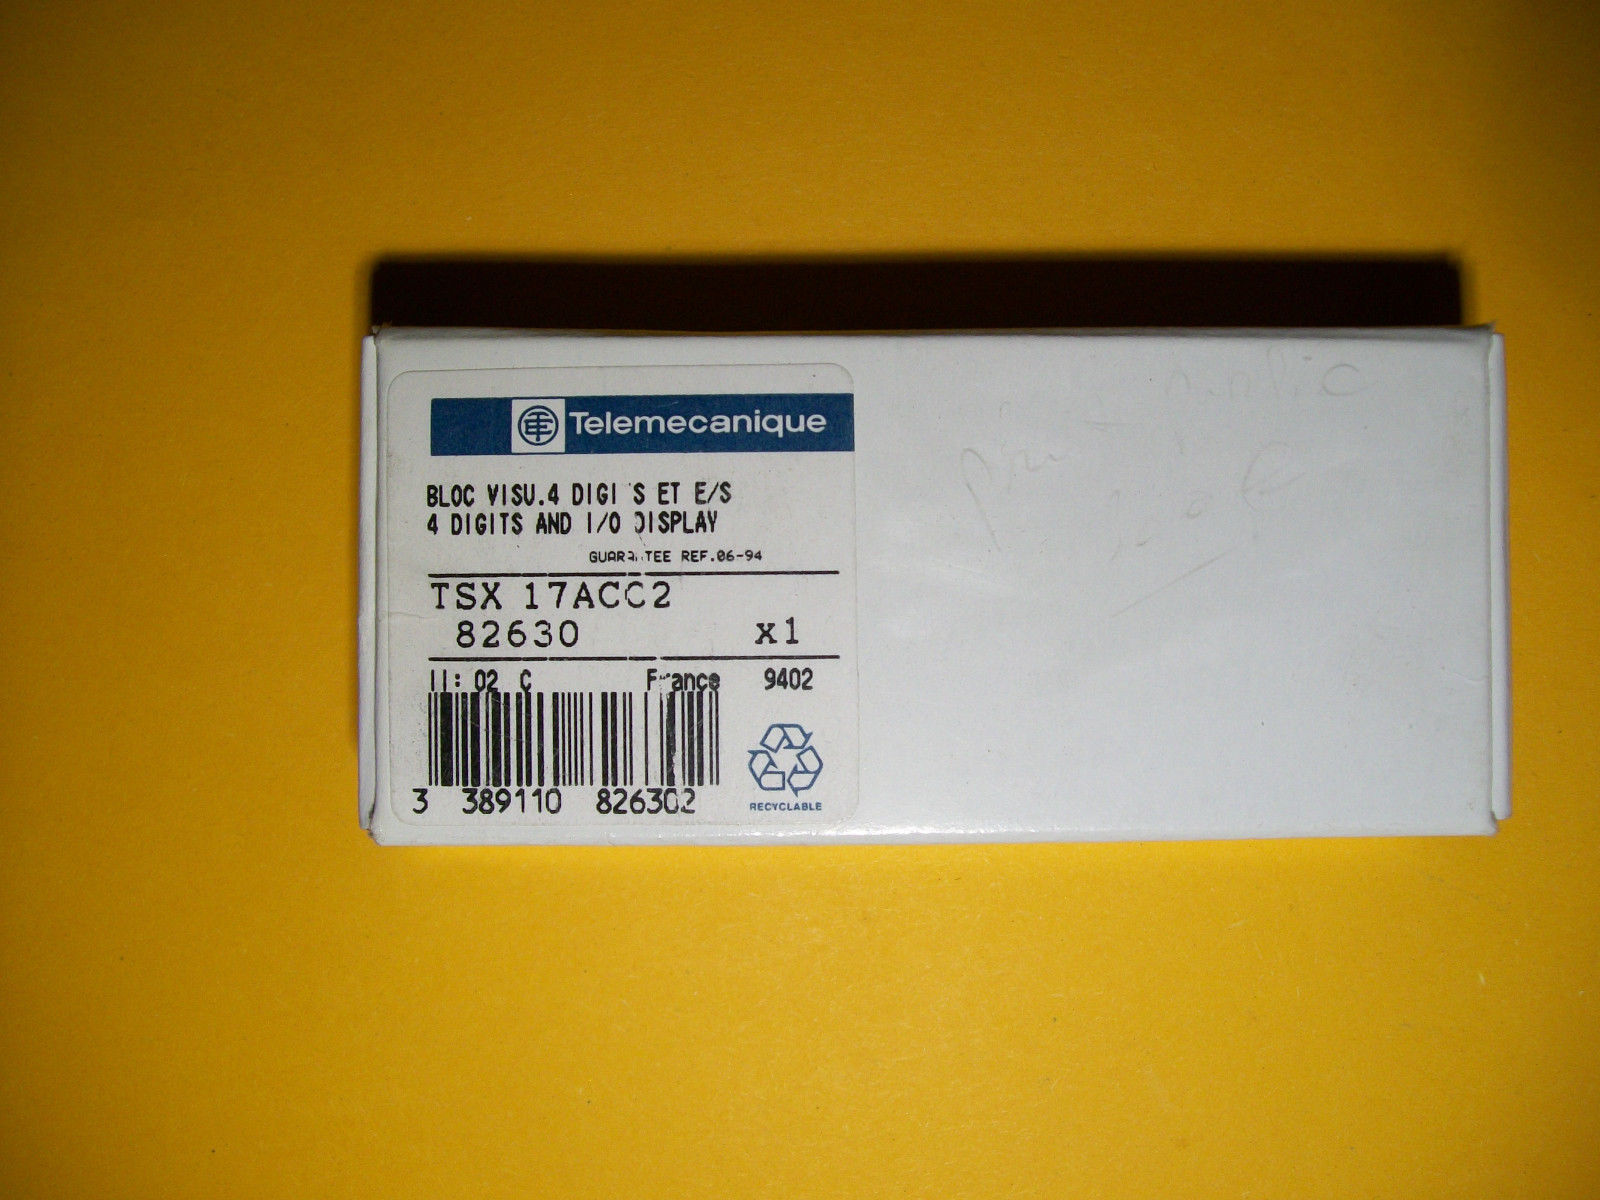 Telemecanique
BLOC VISU.4 DIGI S ET E/S
4 DIGITS AND I/O DISPLAY
GUARANTEE REF.06-94
TSX 17ACC2
82630 x1
II: 02 C France 9402
3 389110 826302
RECYCLABLE